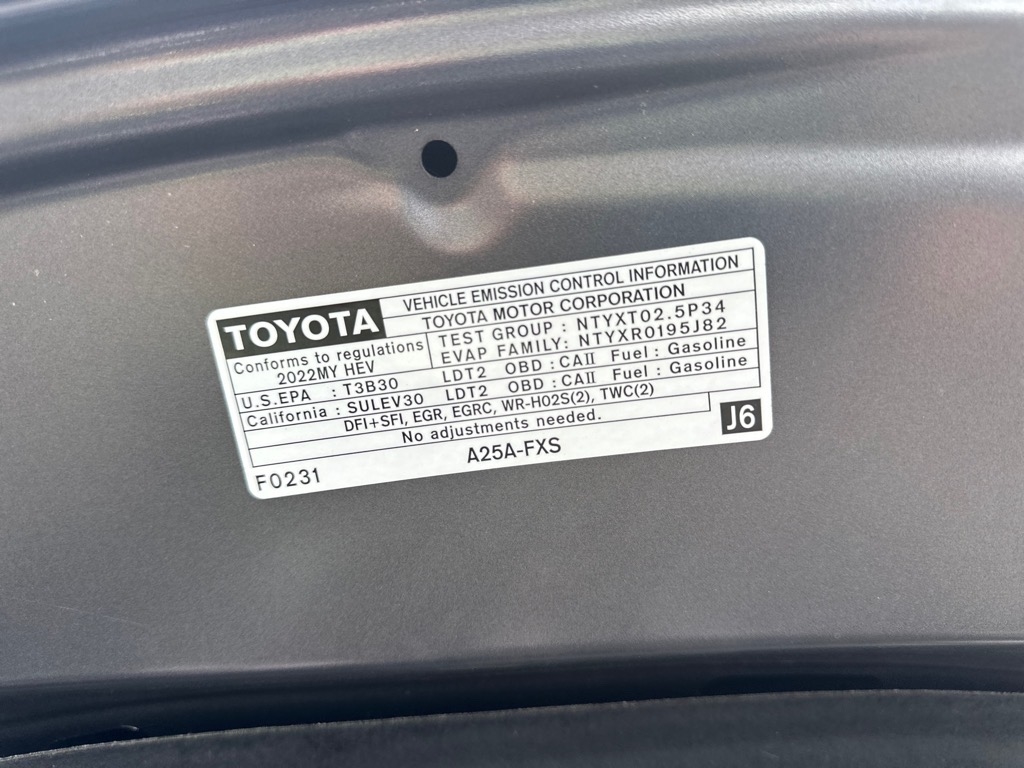 TOYOTA
VEHICLE EMISSION CONTROL INFORMATION
TOYOTA MOTOR CORPORATION
Conforms to regulations
2022MY HEV
TEST GROUP : NTYXT02.5P34
EVAP FAMILY: NTYXR0195J82
U.S.EPA : T3B30 LDT2 OBD : CAII Fuel : Gasoline
California : SULEV30 LDT2 OBD : CAII Fuel : Gasoline
DFI+SFI, EGR, EGRC, WR-HO2S(2), TWC(2)
No adjustments needed.
J6
F0231
A25A-FXS